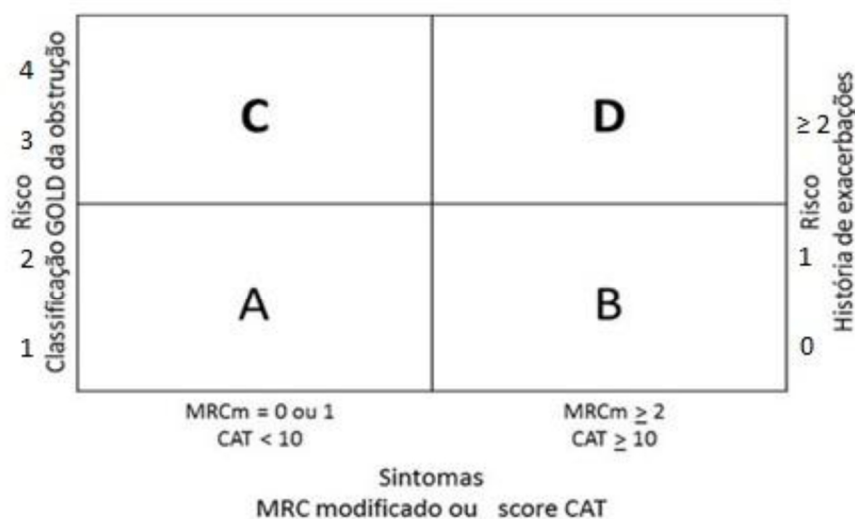 Risco
Classificação GOLD da obstrução
4
3
2
1
C
D
A
B
≥ 2
1
0
Risco
História de exacerbações
MRCm = 0 ou 1
CAT < 10
MRCm ≥ 2
CAT ≥ 10
Sintomas
MRC modificado ou score CAT